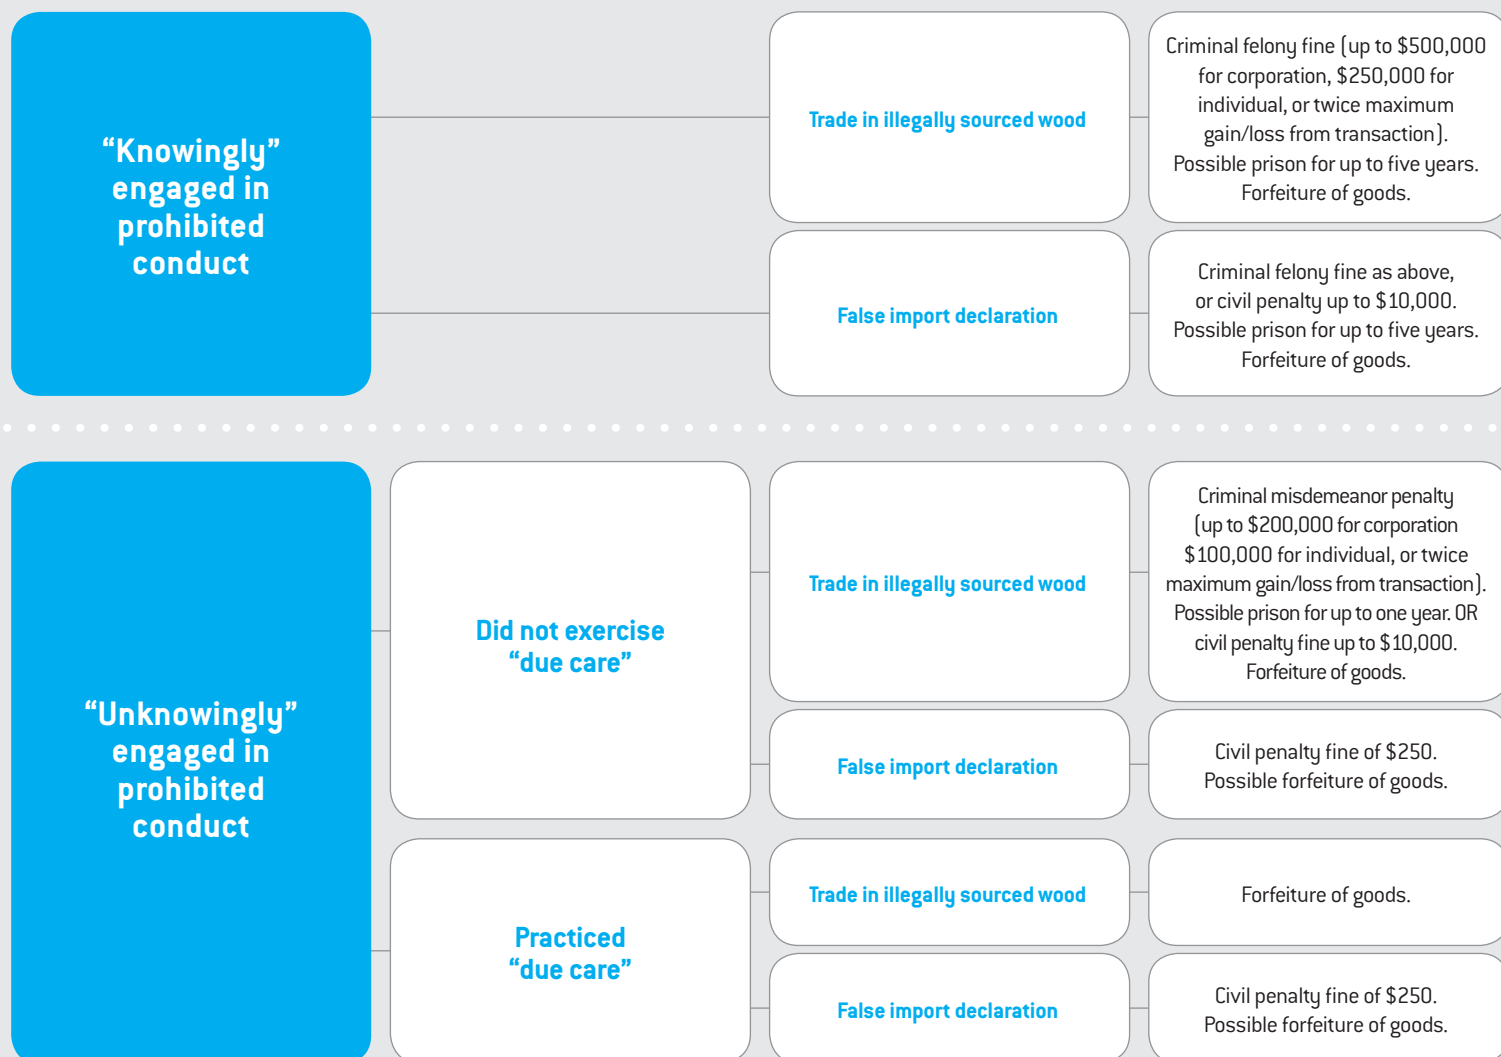 “Knowingly”
engaged in
prohibited
conduct
Trade in illegally sourced wood
Criminal felony fine (up to $500,000
for corporation, $250,000 for
individual, or twice maximum
gain/loss from transaction).
Possible prison for up to five years.
Forfeiture of goods.
False import declaration
Criminal felony fine as above,
or civil penalty up to $10,000.
Possible prison for up to five years.
Forfeiture of goods.
“Unknowingly”
engaged in
prohibited
conduct
Did not exercise
“due care”
Trade in illegally sourced wood
Criminal misdemeanor penalty
(up to $200,000 for corporation
$100,000 for individual, or twice
maximum gain/loss from transaction).
Possible prison for up to one year. OR
civil penalty fine up to $10,000.
Forfeiture of goods.
False import declaration
Civil penalty fine of $250.
Possible forfeiture of goods.
Practiced
“due care”
Trade in illegally sourced wood
Forfeiture of goods.
False import declaration
Civil penalty fine of $250.
Possible forfeiture of goods.